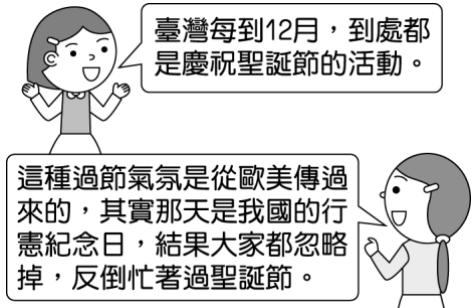 臺灣每到12月，到處都
是慶祝聖誕節的活動。
這種過節氣氛是從歐美傳過
來的，其實那天是我國的行
憲紀念日，結果大家都忽略
掉，反倒忙著過聖誕節。